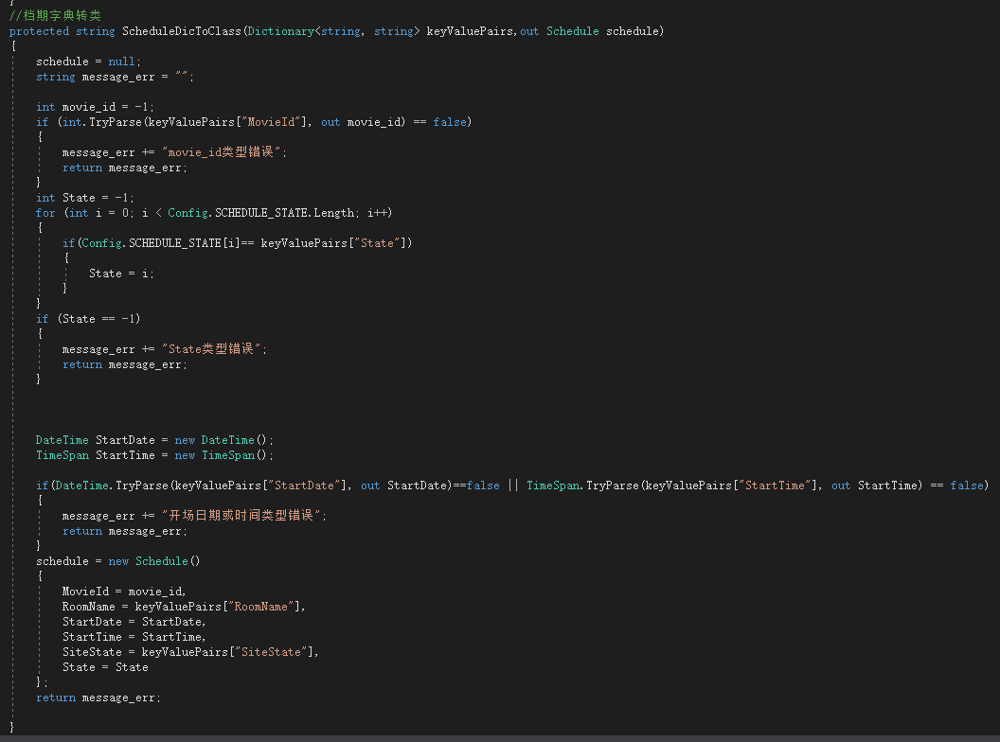 }
//档期字典转类
protected string ScheduleDicToClass(Dictionary<string, string> keyValuePairs,out Schedule schedule)
{
    schedule = null;
    string message_err = "";
    int movie_id = -1;
    if (int.TryParse(keyValuePairs["MovieId"], out movie_id) == false)
    {
        message_err += "movie_id类型错误";
        return message_err;
    }
    int State = -1;
    for (int i = 0; i < Config.SCHEDULE_STATE.Length; i++)
    {
        if(Config.SCHEDULE_STATE[i]== keyValuePairs["State"])
        {
            State = i;
        }
    }
    if (State == -1)
    {
        message_err += "State类型错误";
        return message_err;
    }
    DateTime StartDate = new DateTime();
    TimeSpan StartTime = new TimeSpan();
    if(DateTime.TryParse(keyValuePairs["StartDate"], out StartDate)==false || TimeSpan.TryParse(keyValuePairs["StartTime"], out StartTime) == false)
    {
        message_err += "开场日期或时间类型错误";
        return message_err;
    }
    schedule = new Schedule()
    {
        MovieId = movie_id,
        RoomName = keyValuePairs["RoomName"],
        StartDate = StartDate,
        StartTime = StartTime,
        SiteState = keyValuePairs["SiteState"],
        State = State
    };
    return message_err;
}